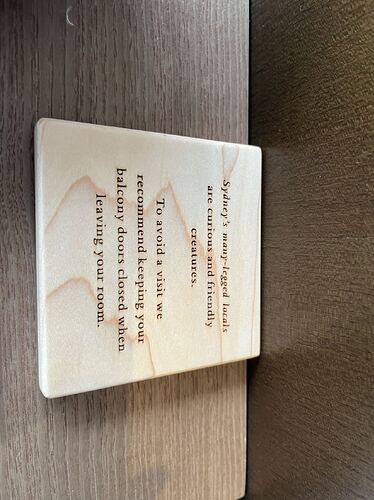 Sydney's many-legged locals
are curious and friendly
creatures.
To avoid a visit we
recommend keeping your
balcony doors closed when
leaving your room.